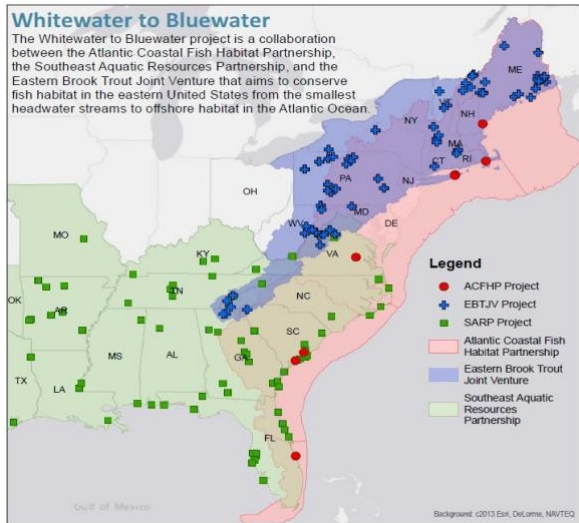 Whitewater to Bluewater
The Whitewater to Bluewater project is a collaboration
between the Atlantic Coastal Fish Habitat Partnership,
the Southeast Aquatic Resources Partnership, and the
Eastern Brook Trout Joint Venture that aims to conserve
fish habitat in the eastern United States from the smallest
headwater streams to offshore habitat in the Atlantic Ocean.
ME
VT
NH
NY
MA
CT
RI
PA
NJ
OH
MD
DE
WV
VA
MO
KY
NC
TN
OK
AR
SC
MS
AL
GA
TX
LA
FL
Gulf of Mexico
Legend
ACFHP Project
EBTJV Project
SARP Project
Atlantic Coastal Fish
Habitat Partnership
Eastern Brook Trout
Joint Venture
Southeast Aquatic
Resources
Partnership
Background: c2013 Esri, DeLorme, NAVTEQ